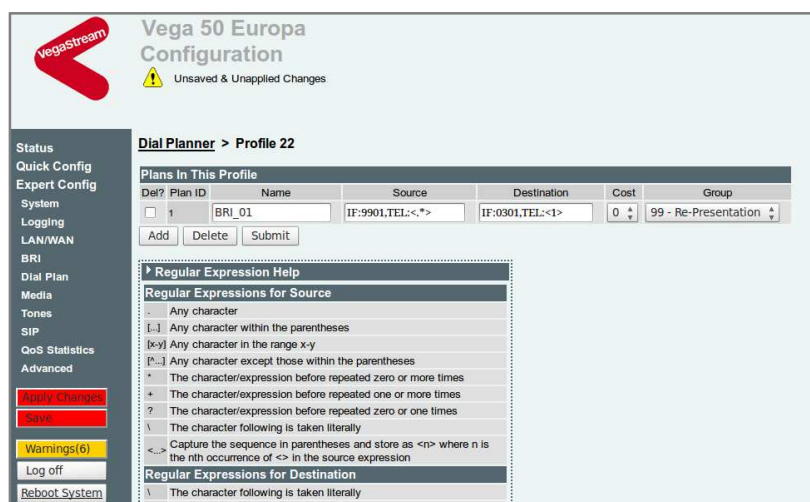 VegaStream
Vega 50 Europa
Configuration
Unsaved & Unapplied Changes
Status
Quick Config
Expert Config
System
Logging
LAN/WAN
BRI
Dial Plan
Media
Tones
SIP
QoS Statistics
Advanced
Apply Changes
Save
Warnings(6)
Log off
Reboot System
Dial Planner > Profile 22
Plans In This Profile
Del? Plan ID Name Source Destination Cost Group
1 BRI_01 IF:9901,TEL:<.*> IF:0301,TEL:<1> 0 99 - Re-Presentation
Add Delete Submit
Regular Expression Help
Regular Expressions for Source
. Any character
[...] Any character within the parentheses
[x-y] Any character in the range x-y
[^...] Any character except those within the parentheses
* The character/expression before repeated zero or more times
+ The character/expression before repeated one or more times
? The character/expression before repeated zero or one times
\ The character following is taken literally
<...> Capture the sequence in parentheses and store as <n> where n is
the nth occurrence of <> in the source expression
Regular Expressions for Destination
\ The character following is taken literally